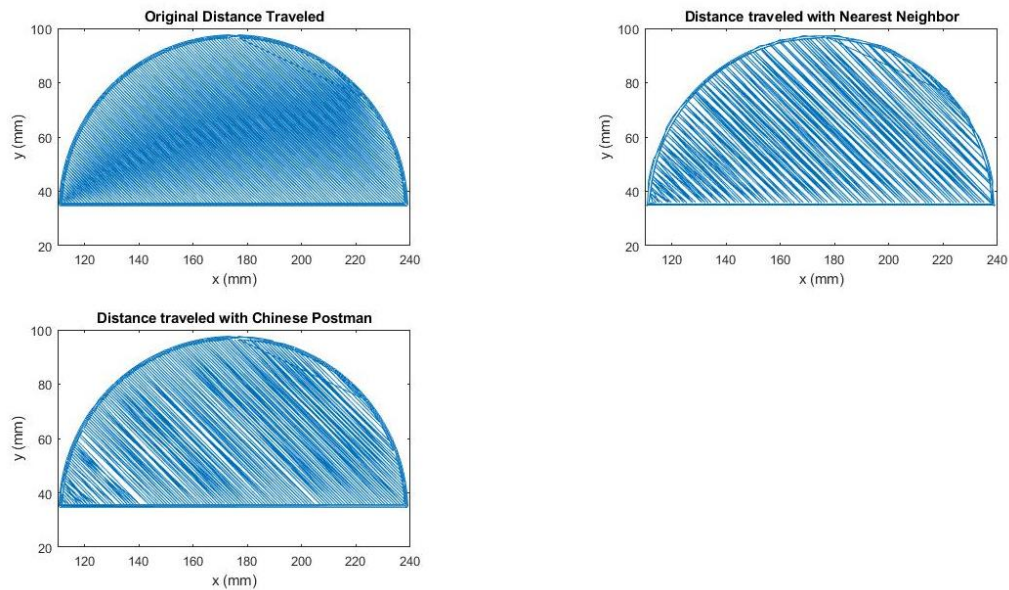 Original Distance Traveled
100
80
60
40
20
y (mm)
120 140 160 180 200 220 240
x (mm)
Distance traveled with Nearest Neighbor
100
80
60
40
20
y (mm)
120 140 160 180 200 220 240
x (mm)
Distance traveled with Chinese Postman
100
80
60
40
20
y (mm)
120 140 160 180 200 220 240
x (mm)